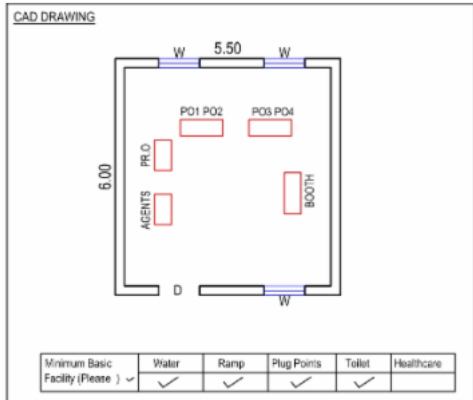 CAD DRAWING
W 5.50 W
PO1 PO2 PO3 PO4
PR.O
6.00
AGENTS
BOOTH
D
W
Minimum Basic Facility (Please ) ✓ Water Ramp Plug Points Toilet Healthcare
✓ ✓ ✓ ✓